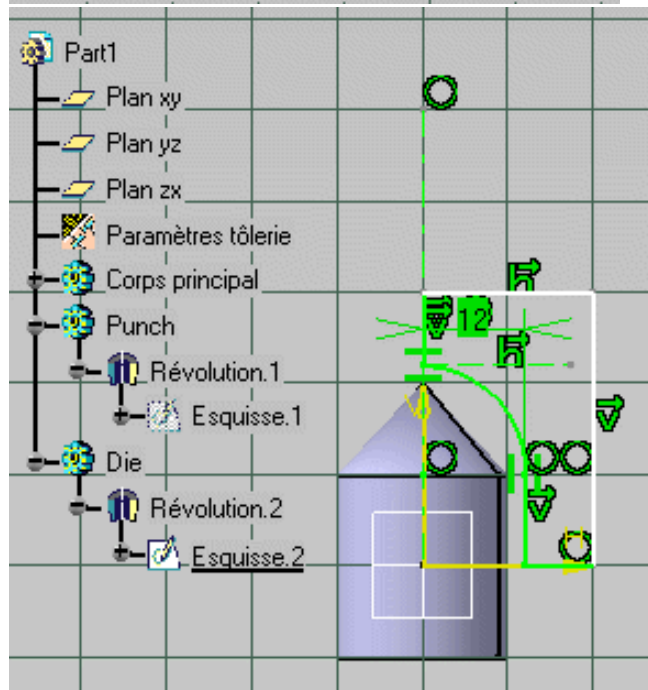 Part1
Plan xy
Plan yz
Plan zx
Paramètres tôlerie
Corps principal
Punch
Révolution.1
Esquisse.1
Die
Révolution.2
Esquisse.2
12
h
h
V
V
V